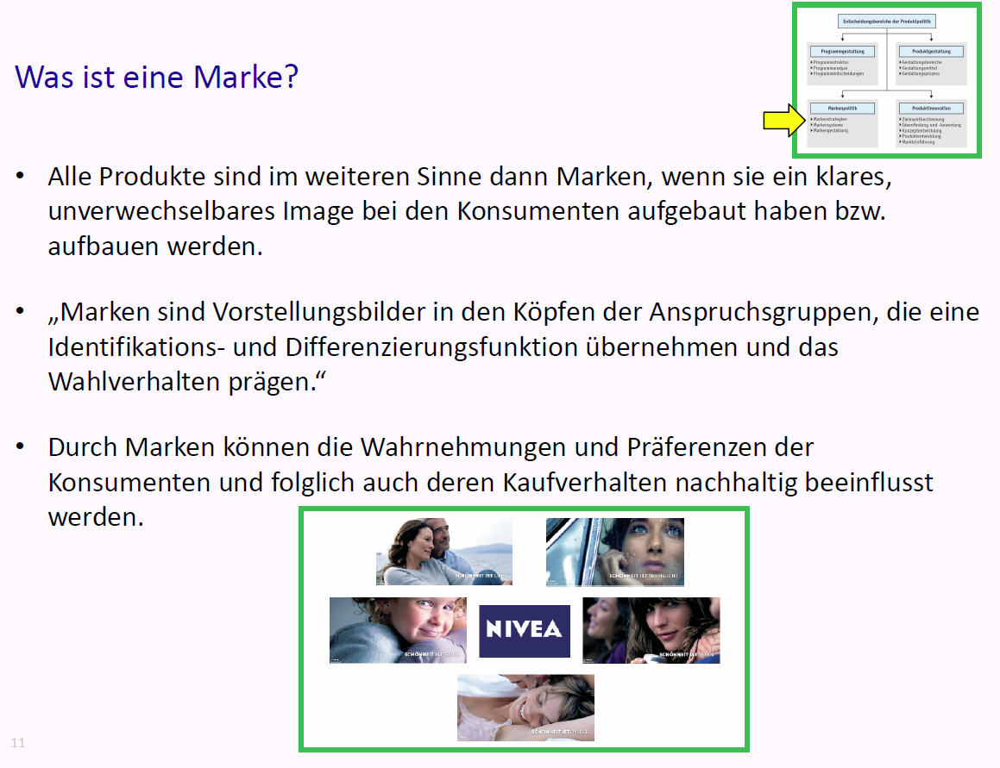 Was ist eine Marke?
Entscheidungsbereiche der Produktpolitik
Programmgestaltung
Programmstruktur
Programmanalyse
Programmentscheidungen
Produktgestaltung
Gestaltungsbereiche
Gestaltungsmittel
Gestaltungsprozess
Markenpolitik
Markenstrategien
Markensysteme
Markengestaltung
Produktinnovation
Zielmarktbestimmung
Ideenfindung und -bewertung
Konzeptentwicklung
Produktentwicklung
Markteinführung
• Alle Produkte sind im weiteren Sinne dann Marken, wenn sie ein klares,
unverwechselbares Image bei den Konsumenten aufgebaut haben bzw.
aufbauen werden.
• „Marken sind Vorstellungsbilder in den Köpfen der Anspruchsgruppen, die eine
Identifikations- und Differenzierungsfunktion übernehmen und das
Wahlverhalten prägen.“
• Durch Marken können die Wahrnehmungen und Präferenzen der
Konsumenten und folglich auch deren Kaufverhalten nachhaltig beeinflusst
werden.
SCHÖNHEIT IST LIEBE
SCHÖNHEIT IST SEHNSUCHT
SCHÖNHEIT IST
NIVEA
SCHÖNHEIT IST
SCHÖNHEIT IST PFLEGE
11